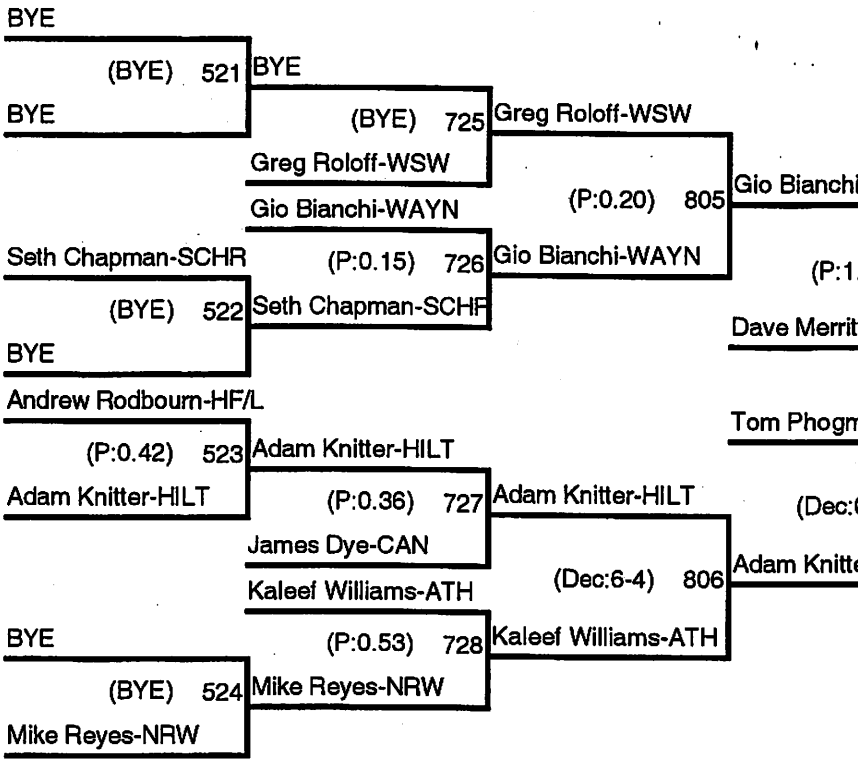 BYE
(BYE) 521 BYE
BYE
(BYE) 725 Greg Roloff-WSW
Greg Roloff-WSW
(P:0.20) 805 Gio Bianchi
Gio Bianchi-WAYN
Seth Chapman-SCHR
(P:0.15) 726 Gio Bianchi-WAYN
(P:1.
(BYE) 522 Seth Chapman-SCHR
Dave Merrit
BYE
Andrew Rodbourn-HF/L
Tom Phogm
(P:0.42) 523 Adam Knitter-HILT
Adam Knitter-HILT
(P:0.36) 727 Adam Knitter-HILT
(Dec:6
James Dye-CAN
(Dec:6-4) 806 Adam Knitte
Kaleef Williams-ATH
BYE
(P:0.53) 728 Kaleef Williams-ATH
(BYE) 524 Mike Reyes-NRW
Mike Reyes-NRW